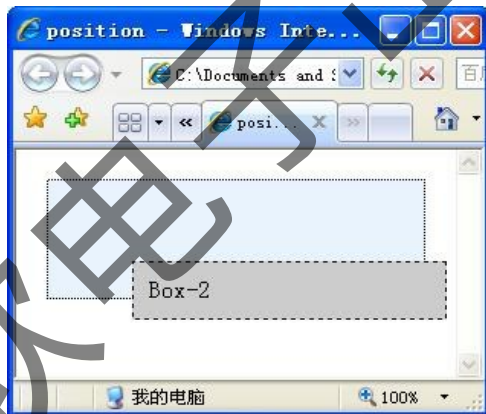 position - Windows Inte...
C:\Documents and
百
posi...
Box-2
我的电脑
100%